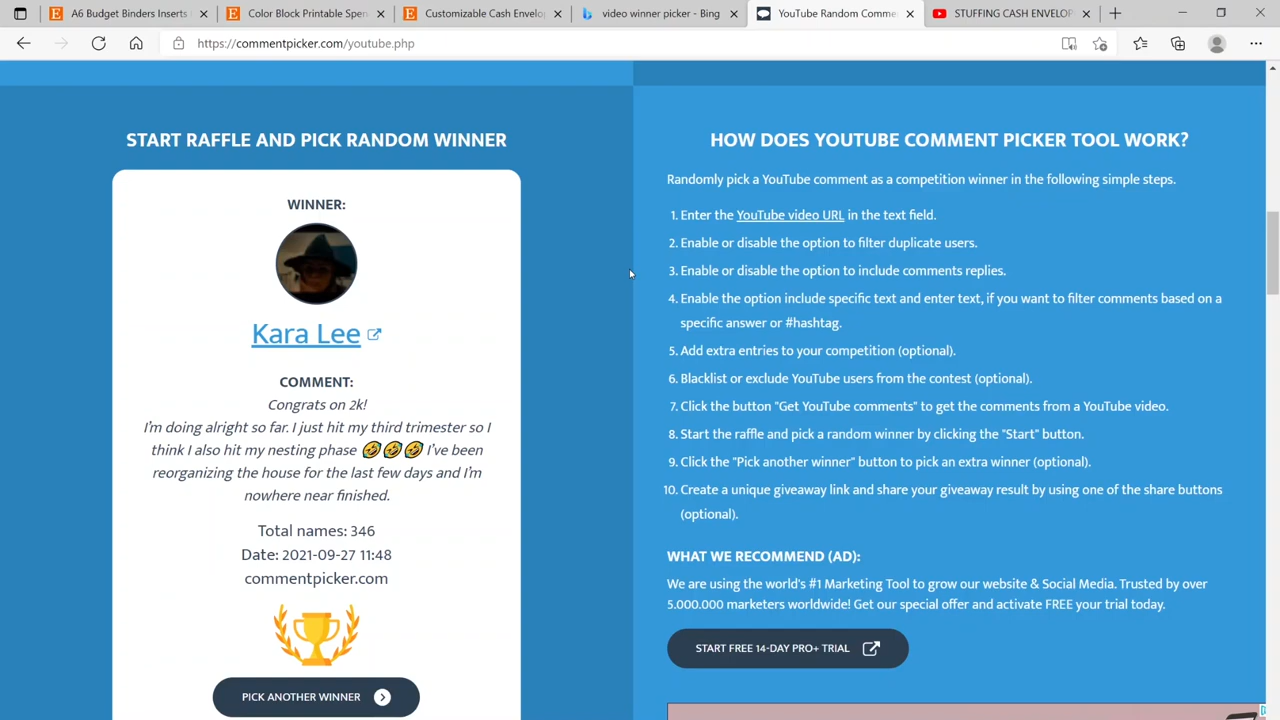 A6 Budget Binders Inserts
Color Block Printable Spen
Customizable Cash Envelo
video winner picker - Bing
YouTube Random Comme
STUFFING CASH ENVELOP
https://commentpicker.com/youtube.php
START RAFFLE AND PICK RANDOM WINNER
WINNER:
Kara Lee
COMMENT:
Congrats on 2k!
I'm doing alright so far. I just hit my third trimester so I
think I also hit my nesting phase 🤣🤣🤣 I've been
reorganizing the house for the last few days and I'm
nowhere near finished.
Total names: 346
Date: 2021-09-27 11:48
commentpicker.com
PICK ANOTHER WINNER
HOW DOES YOUTUBE COMMENT PICKER TOOL WORK?
Randomly pick a YouTube comment as a competition winner in the following simple steps.
1. Enter the YouTube video URL in the text field.
2. Enable or disable the option to filter duplicate users.
3. Enable or disable the option to include comments replies.
4. Enable the option include specific text and enter text, if you want to filter comments based on a
specific answer or #hashtag.
5. Add extra entries to your competition (optional).
6. Blacklist or exclude YouTube users from the contest (optional).
7. Click the button "Get YouTube comments" to get the comments from a YouTube video.
8. Start the raffle and pick a random winner by clicking the "Start" button.
9. Click the "Pick another winner" button to pick an extra winner (optional).
10. Create a unique giveaway link and share your giveaway result by using one of the share buttons
(optional).
WHAT WE RECOMMEND (AD):
We are using the world's #1 Marketing Tool to grow our website & Social Media. Trusted by over
5.000.000 marketers worldwide! Get our special offer and activate FREE your trial today.
START FREE 14-DAY PRO+ TRIAL